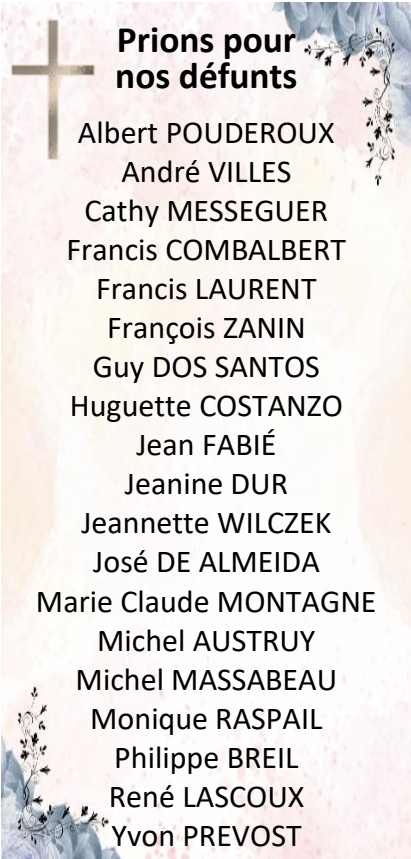 Prions pour
nos défunts
Albert POUDEROUX
André VILLES
Cathy MESSEGUER
Francis COMBALBERT
Francis LAURENT
François ZANIN
Guy DOS SANTOS
Huguette COSTANZO
Jean FABIÉ
Jeanine DUR
Jeannette WILCZEK
José DE ALMEIDA
Marie Claude MONTAGNE
Michel AUSTRUY
Michel MASSABEAU
Monique RASPAIL
Philippe BREIL
René LASCOUX
Yvon PREVOST